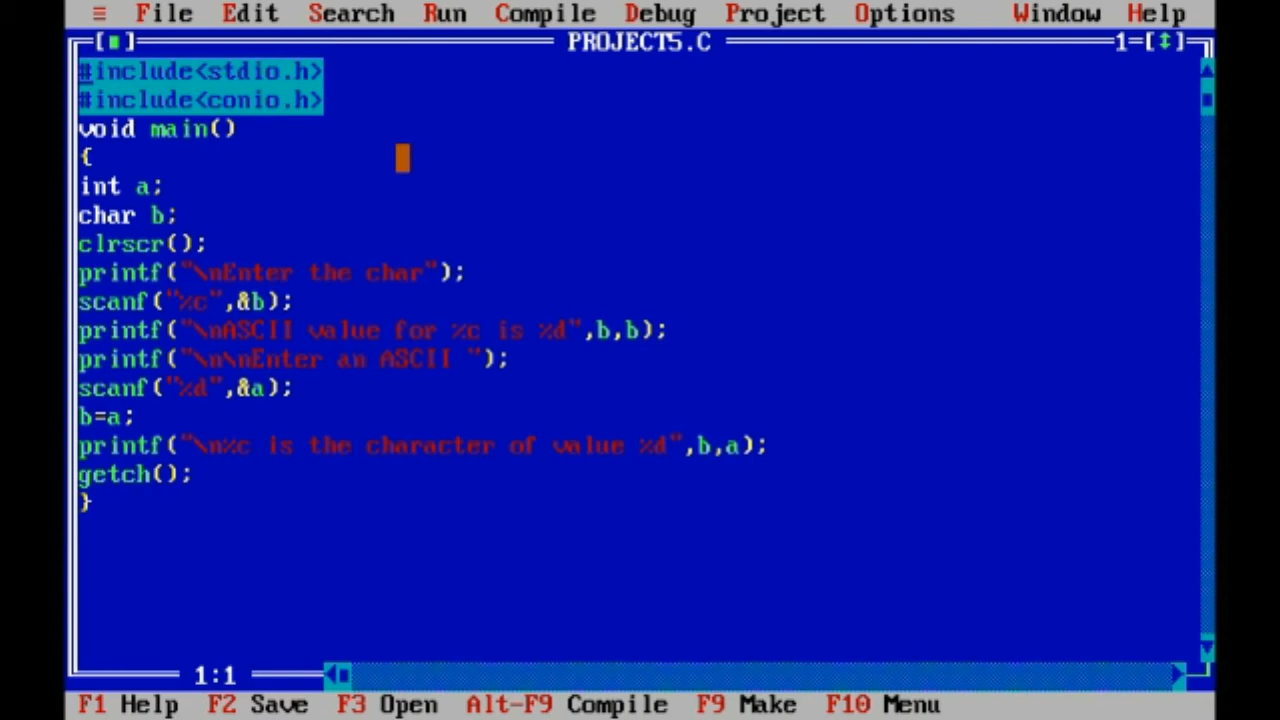 ≡ File Edit Search Run Compile Debug Project Options Window Help
[■] PROJECT5.C 1=[↕]
#include<stdio.h>
#include<conio.h>
void main()
{
int a;
char b;
clrscr();
printf("\nEnter the char");
scanf("%c",&b);
printf("\nASCII value for %c is %d",b,b);
printf("\n\nEnter an ASCII ");
scanf("%d",&a);
b=a;
printf("\n%c is the character of value %d",b,a);
getch();
}
1:1
F1 Help F2 Save F3 Open Alt-F9 Compile F9 Make F10 Menu